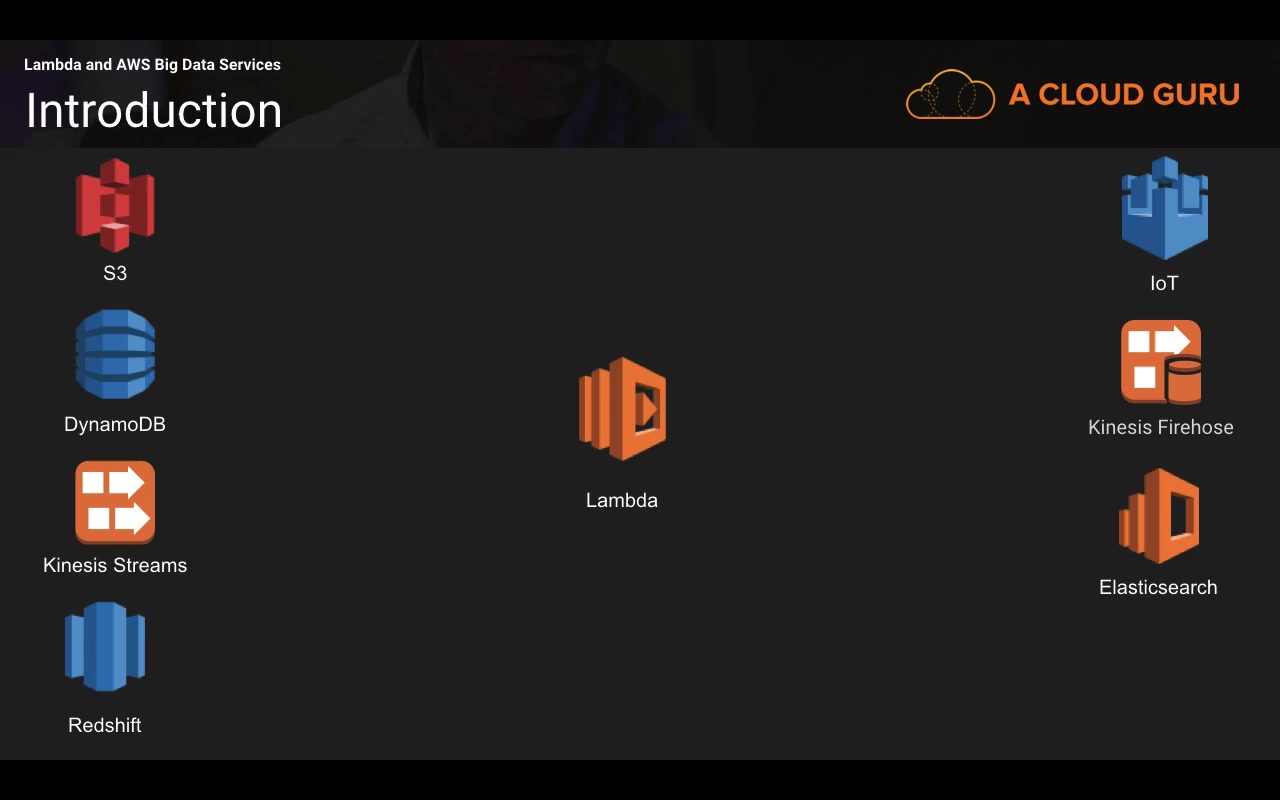 Lambda and AWS Big Data Services
Introduction
A CLOUD GURU
S3
DynamoDB
Kinesis Streams
Redshift
Lambda
IoT
Kinesis Firehose
Elasticsearch